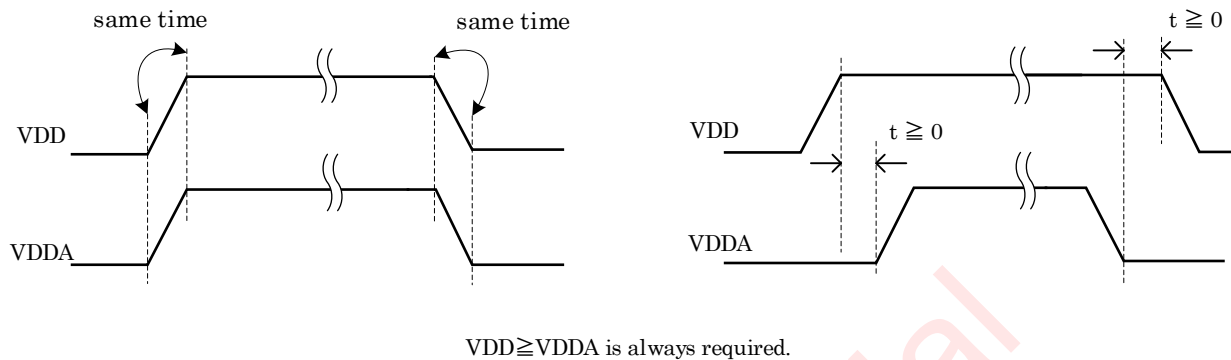 same time
same time
VDD
VDDA
t ≧ 0
t ≧ 0
VDD
VDDA
VDD≧VDDA is always required.